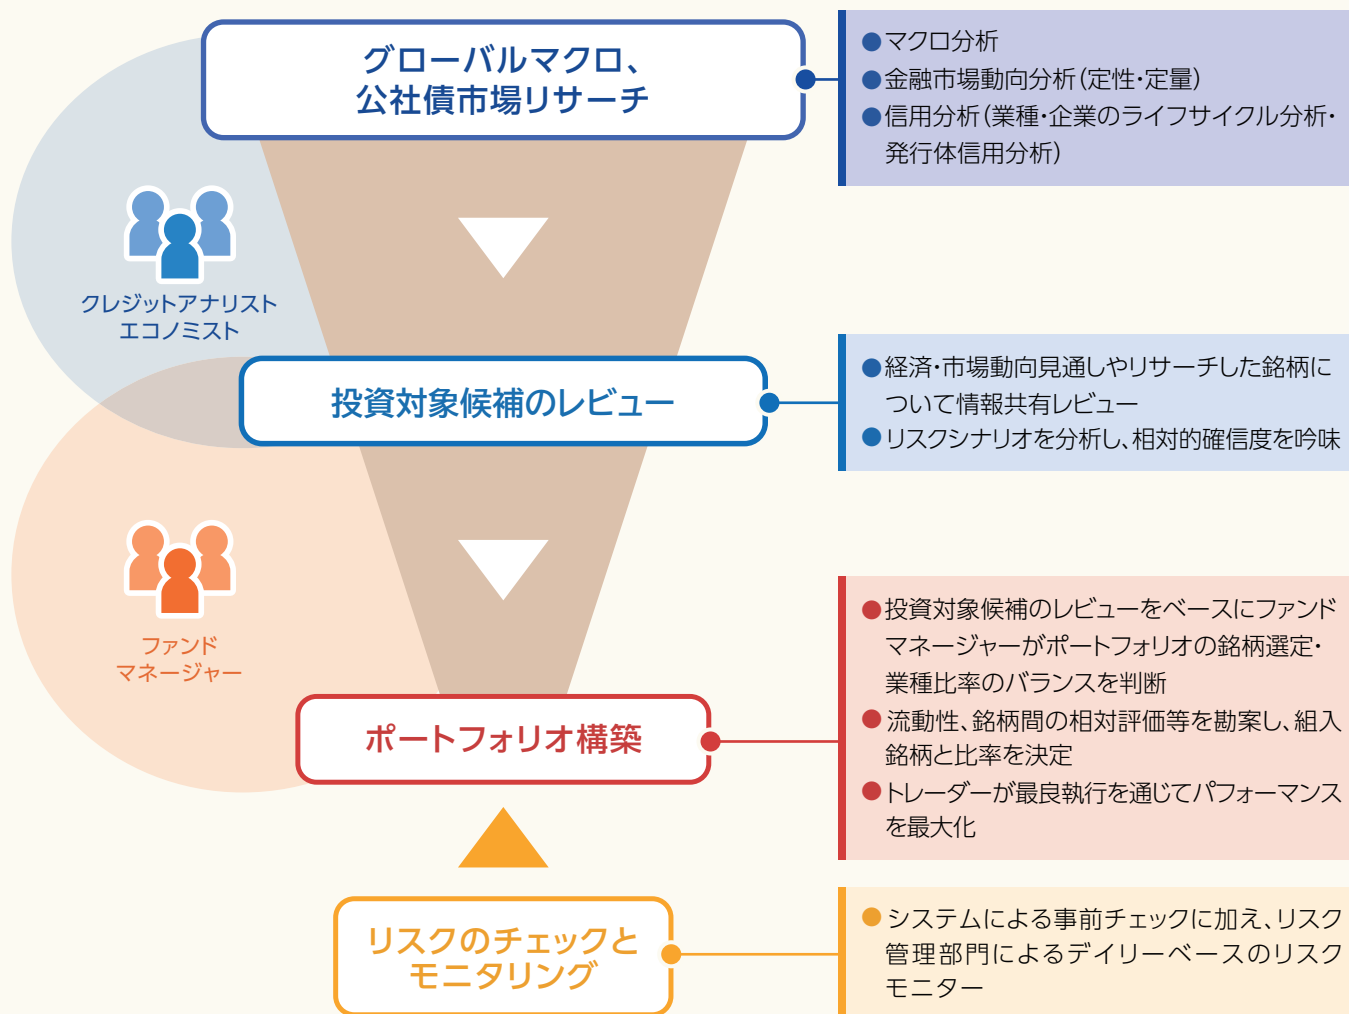 グローバルマクロ、
公社債市場リサーチ
●マクロ分析
●金融市場動向分析(定性・定量)
●信用分析(業種・企業のライフサイクル分析・
発行体信用分析)
クレジットアナリスト
エコノミスト
投資対象候補のレビュー
●経済・市場動向見通しやリサーチした銘柄に
ついて情報共有レビュー
●リスクシナリオを分析し、相対的確信度を吟味
ファンド
マネージャー
ポートフォリオ構築
●投資対象候補のレビューをベースにファンド
マネージャーがポートフォリオの銘柄選定・
業種比率のバランスを判断
●流動性、銘柄間の相対評価等を勘案し、組入
銘柄と比率を決定
●トレーダーが最良執行を通じてパフォーマンス
を最大化
リスクのチェックと
モニタリング
●システムによる事前チェックに加え、リスク
管理部門によるデイリーベースのリスク
モニター